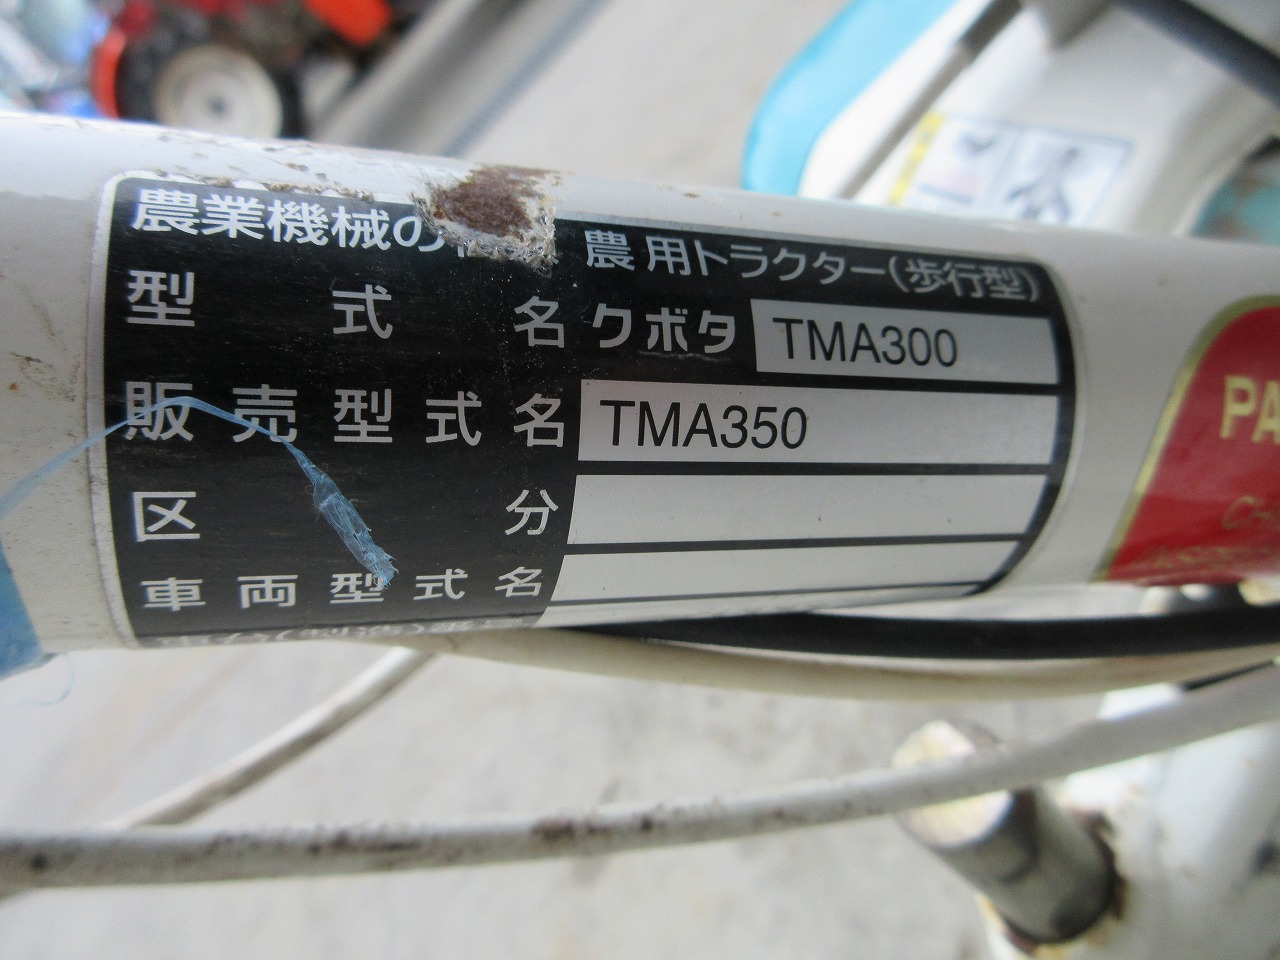 農業機械の 農用トラクター(歩行型)
型式名 クボタ TMA300
販売型式名 TMA350
区分
車両型式名
PA